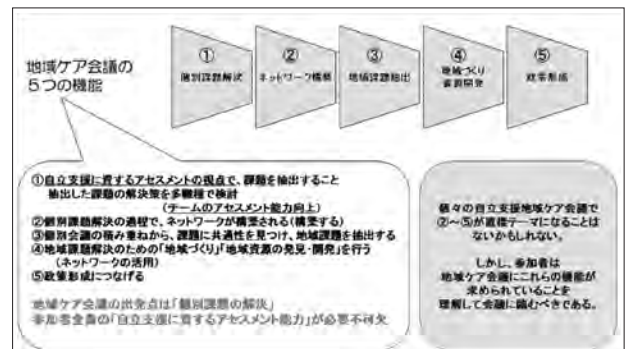 地域ケア会議の
5つの機能
①
個別課題解決
②
ネットワーク構築
③
地域課題抽出
④
地域づくり
資源開発
⑤
政策形成
①自立支援に資するアセスメントの視点で、課題を抽出すること
抽出した課題の解決策を多職種で検討
(チームのアセスメント能力向上)
②個別課題解決の過程で、ネットワークが構築される(構築する)
③個別会議の積み重ねから、課題に共通性を見つけ、地域課題を抽出する
④地域課題解決のための「地域づくり」「地域資源の発見・開発」を行う
(ネットワークの活用)
⑤政策形成につなげる
地域ケア会議の出発点は「個別課題の解決」
参加者全員の「自立支援に資するアセスメント能力」が必要不可欠
個々の自立支援地域ケア会議で
②～⑤が直接テーマになることは
ないかもしれない。
しかし、参加者は
地域ケア会議にこれらの機能が
求められていることを
理解して会議に臨むべきである。